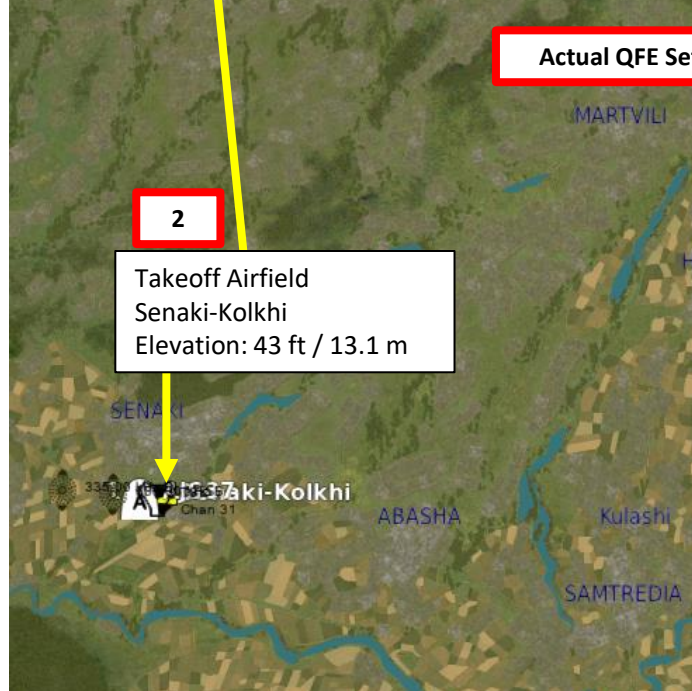 Actual QFE Se
MARTVILI
2
Takeoff Airfield
Senaki-Kolkhi
Elevation: 43 ft / 13.1 m
SENAKI
aki-Kolkhi
Chan 31
ABASHA
Kulashi
SAMTREDIA